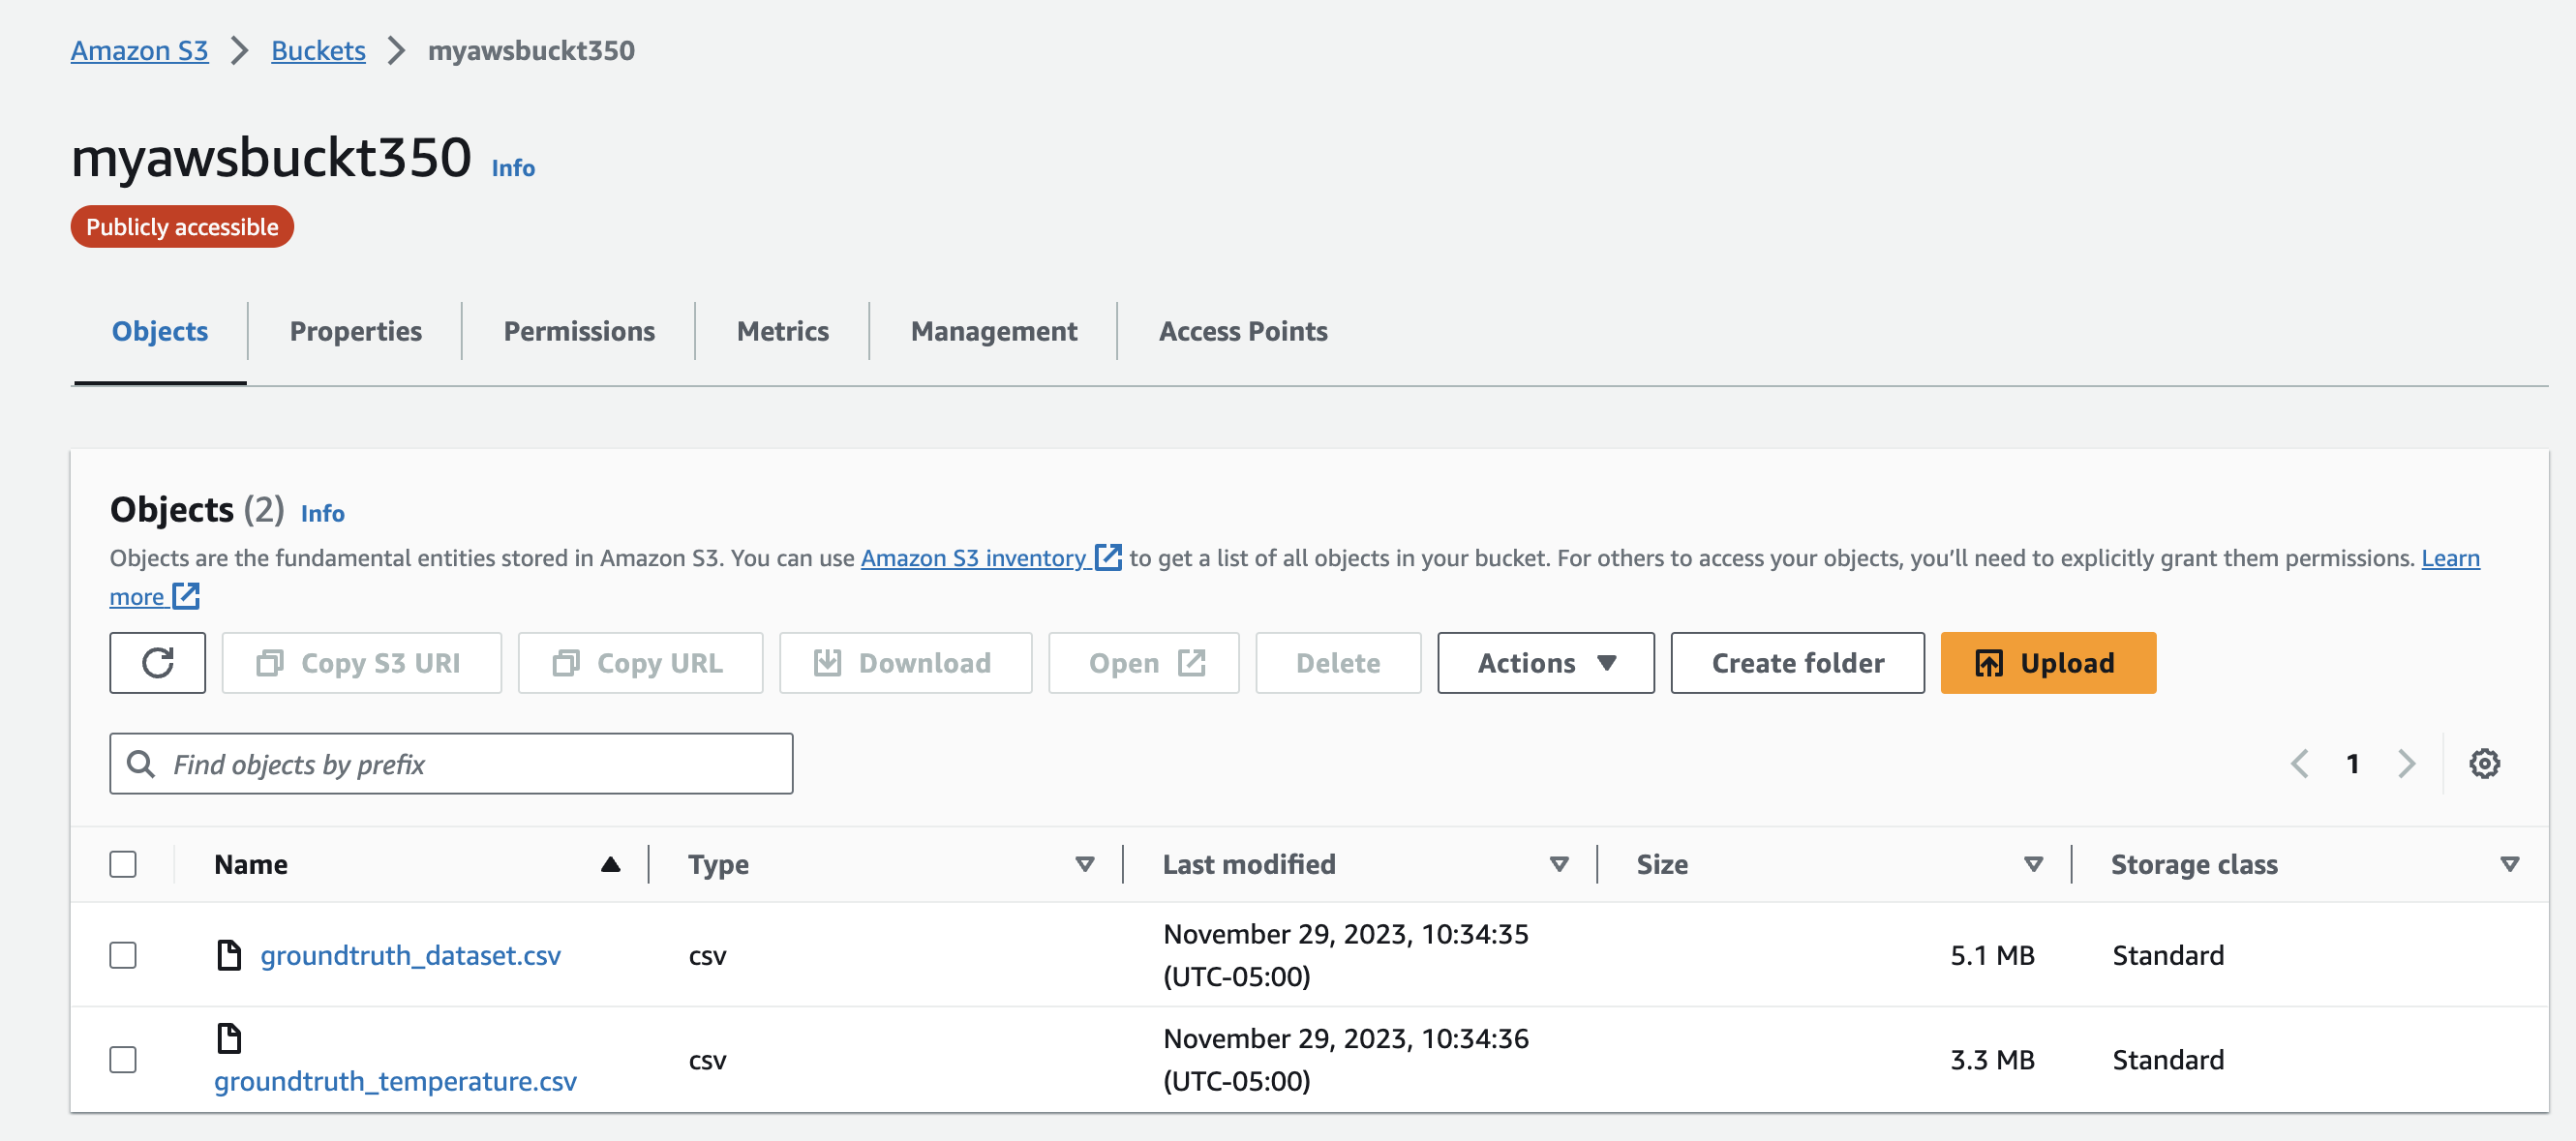 Amazon S3 > Buckets > myawsbuckt350
myawsbuckt350 Info
Publicly accessible
Objects Properties Permissions Metrics Management Access Points
Objects (2) Info
Objects are the fundamental entities stored in Amazon S3. You can use Amazon S3 inventory to get a list of all objects in your bucket. For others to access your objects, you’ll need to explicitly grant them permissions. Learn
more
Copy S3 URI Copy URL Download Open Delete Actions Create folder Upload
Find objects by prefix 1
Name Type Last modified Size Storage class
groundtruth_dataset.csv csv November 29, 2023, 10:34:35 5.1 MB Standard
(UTC-05:00)
November 29, 2023, 10:34:36
csv 3.3 MB Standard
groundtruth_temperature.csv (UTC-05:00)